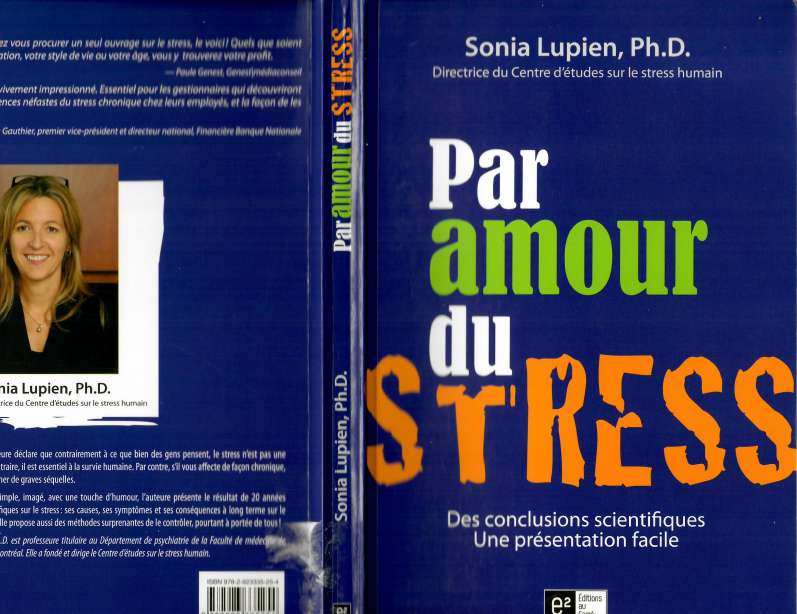 ez vous procurer un seul ouvrage sur le stress, le voici! Quels que soient
ation, votre style de vie ou votre âge, vous y trouverez votre profit.
— Paule Genest, Genest|médiaconseil
vivement impressionné. Essentiel pour les gestionnaires qui découvriront
ences néfastes du stress chronique chez leurs employés, et la façon de les
Gauthier, premier vice-président et directeur national, Financière Banque Nationale
nia Lupien, Ph.D.
trice du Centre d'études sur le stress humain
eure déclare que contrairement à ce que bien des gens pensent, le stress n'est pas une
traire, il est essentiel à la survie humaine. Par contre, s'il vous affecte de façon chronique,
ner de graves séquelles.
imple, imagé, avec une touche d'humour, l'auteure présente le résultat de 20 années
fiques sur le stress : ses causes, ses symptômes et ses conséquences à long terme sur le
lle propose aussi des méthodes surprenantes de le contrôler, pourtant à portée de tous!
.D. est professeure titulaire au Département de psychiatrie de la Faculté de médecine de
ontréal. Elle a fondé et dirige le Centre d'études sur le stress humain.
ISBN 978-2-923335-25-4
Par amour du STRESS
Sonia Lupien, Ph.D.
e²
Sonia Lupien, Ph.D.
Directrice du Centre d'études sur le stress humain
Par
amour
du
STRESS
Des conclusions scientifiques
Une présentation facile
e²
Éditions
au
Carré